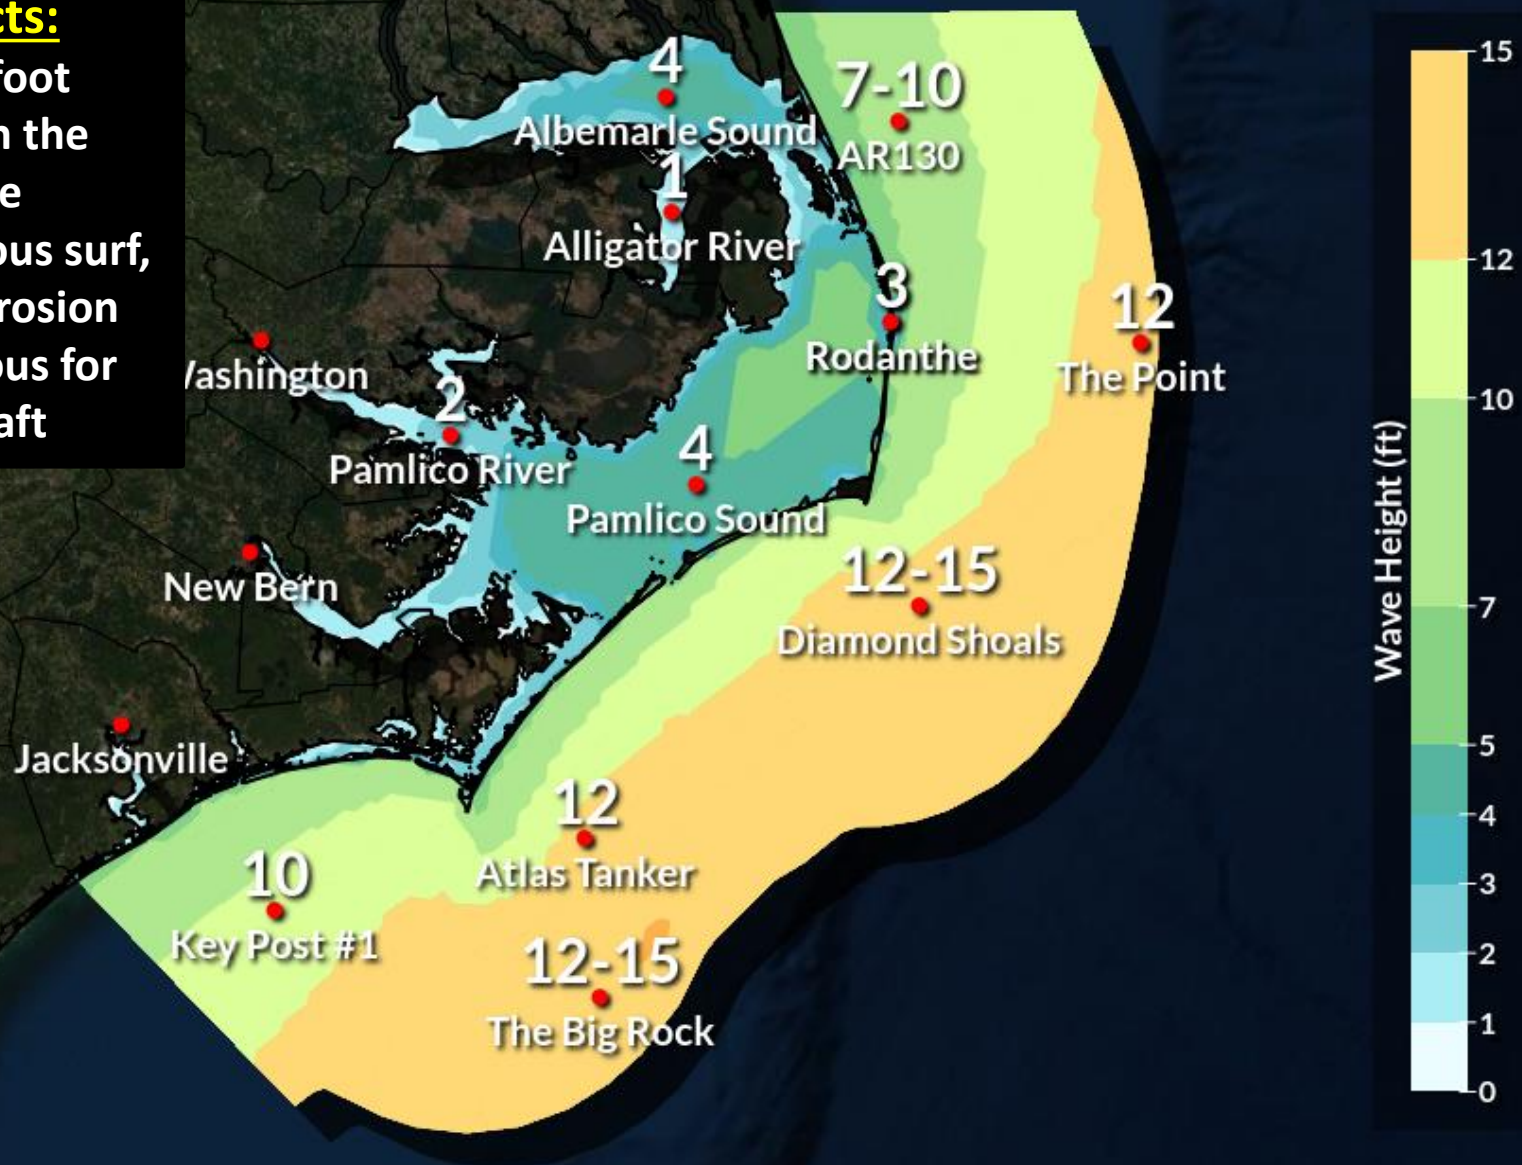 cts:
foot
n the
e
ous surf,
rosion
ous for
aft
4
Albemarle Sound
7-10
AR130
1
Alligator River
3
Rodanthe
12
The Point
Washington
2
Pamlico River
4
Pamlico Sound
New Bern
12-15
Diamond Shoals
Jacksonville
12
Atlas Tanker
10
Key Post #1
12-15
The Big Rock
Wave Height (ft)
15
12
10
7
5
4
3
2
1
0